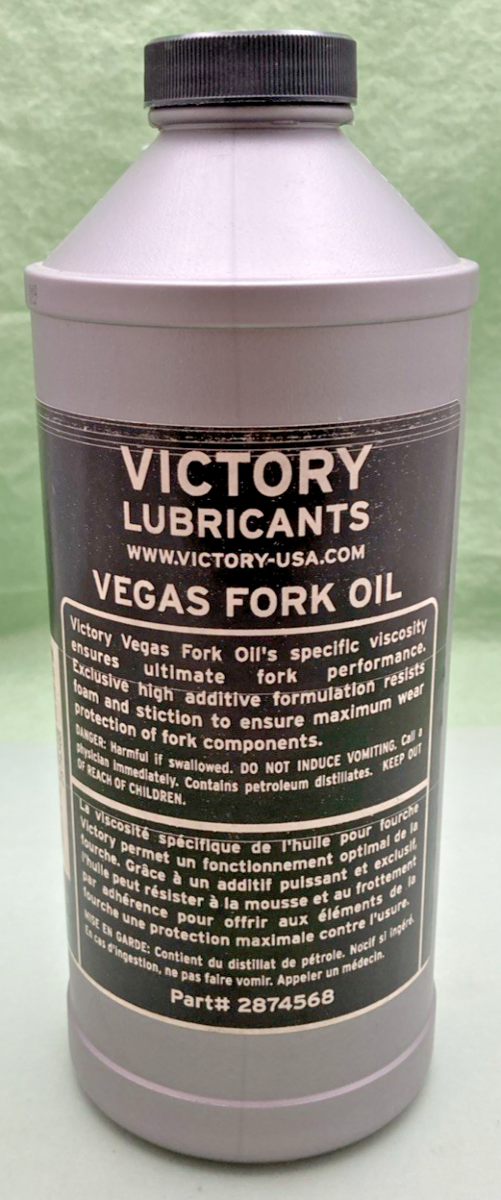 VICTORY
LUBRICANTS
WWW.VICTORY-USA.COM
VEGAS FORK OIL
Victory Vegas Fork Oil's specific viscosity
ensures ultimate fork performance.
Exclusive high additive formulation resists
foam and stiction to ensure maximum wear
protection of fork components.
DANGER: Harmful if swallowed. DO NOT INDUCE VOMITING. Call a
physician immediately. Contains petroleum distillates. KEEP OUT
OF REACH OF CHILDREN.
La viscosité spécifique de l'huile pour fourche
Victory permet un fonctionnement optimal de la
fourche. Grâce à un additif puissant et exclusif,
l'huile peut résister à la mousse et au frottement
par adhérence pour offrir aux éléments de la
fourche une protection maximale contre l'usure.
MISE EN GARDE: Contient du distillat de pétrole. Nocif si ingéré.
En cas d'ingestion, ne pas faire vomir. Appeler un médecin.
Part# 2874568